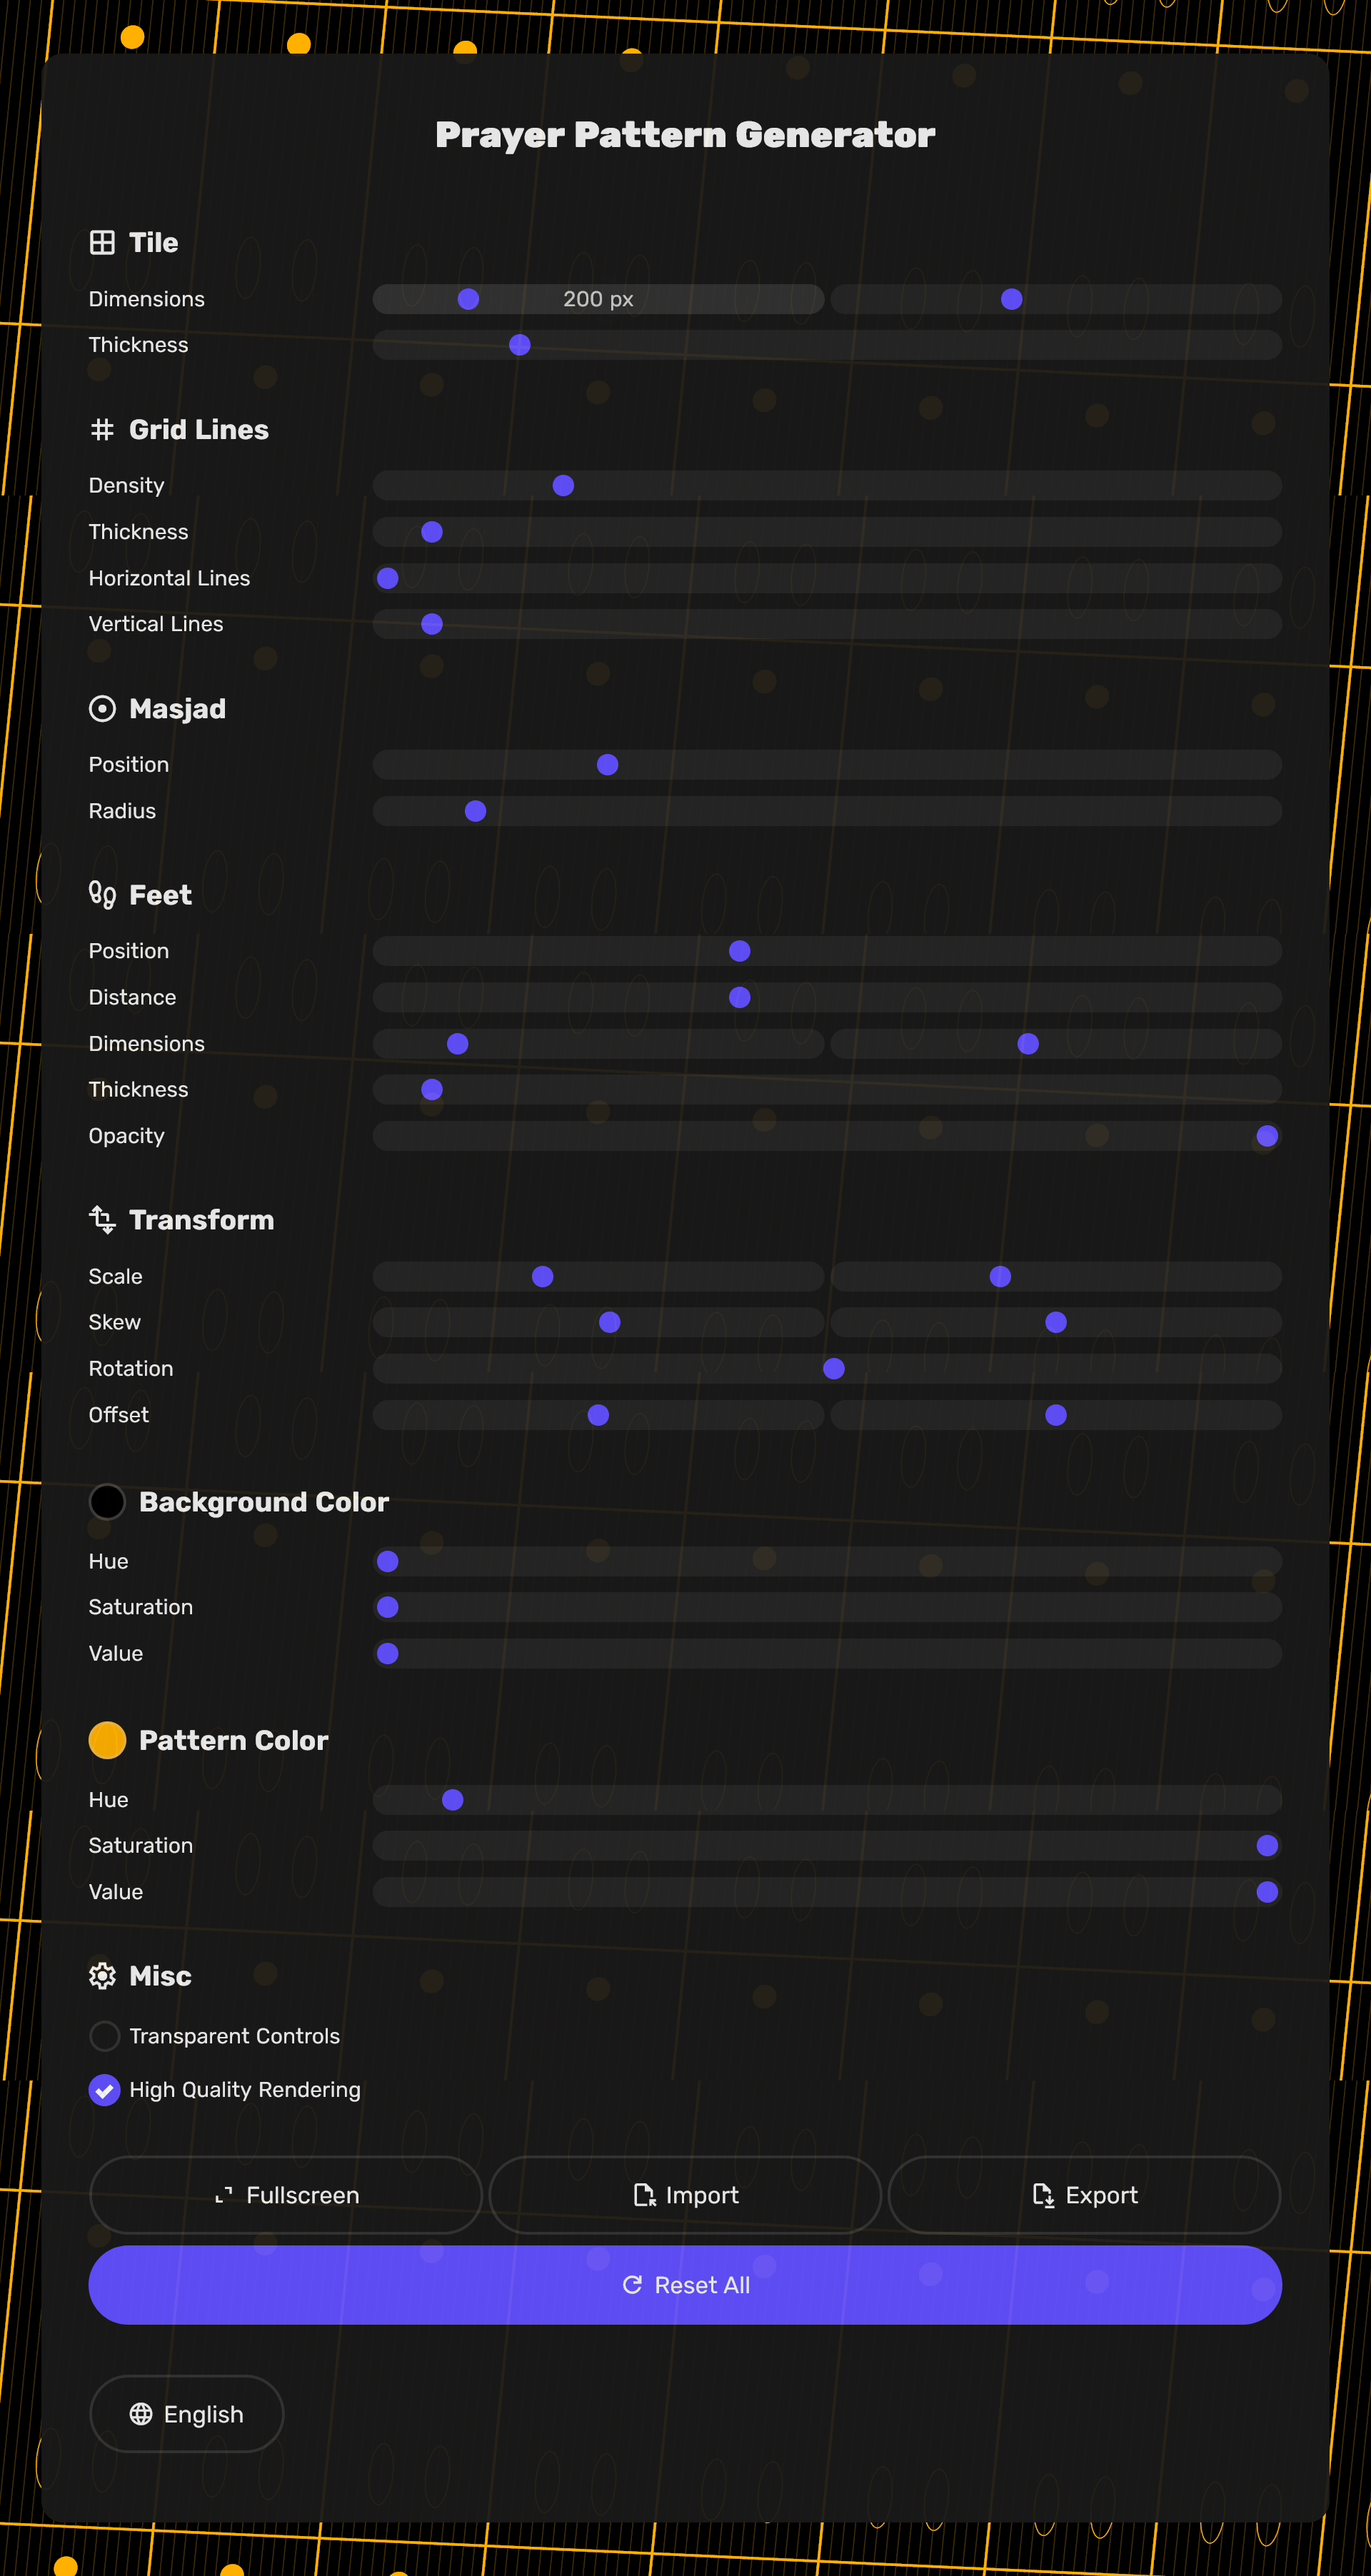 Prayer Pattern Generator
Tile
Dimensions 200 px
Thickness
Grid Lines
Density
Thickness
Horizontal Lines
Vertical Lines
Masjad
Position
Radius
Feet
Position
Distance
Dimensions
Thickness
Opacity
Transform
Scale
Skew
Rotation
Offset
Background Color
Hue
Saturation
Value
Pattern Color
Hue
Saturation
Value
Misc
Transparent Controls
High Quality Rendering
Fullscreen Import Export
Reset All
English